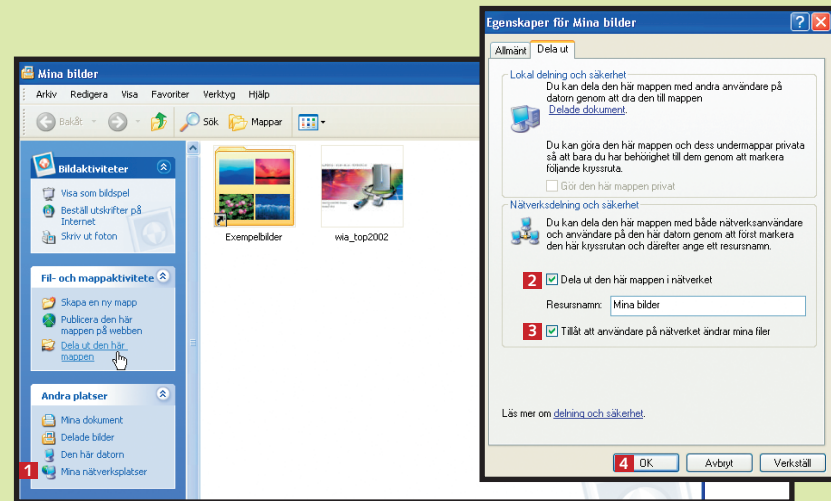 Mina bilder
Arkiv Redigera Visa Favoriter Verktyg Hjälp
Bakåt Sök Mappar
Bildaktiviteter
Visa som bildspel
Beställ utskrifter på
Internet
Skriv ut foton
Fil- och mappaktivitete
Skapa en ny mapp
Publicera den här
mappen på webben
Dela ut den här
mappen
Andra platser
Mina dokument
Delade bilder
Den här datorn
1 Mina nätverksplatser
Exempelbilder
wia_top2002
Egenskaper för Mina bilder
Allmänt Dela ut
Lokal delning och säkerhet
Du kan dela den här mappen med andra användare på
datorn genom att dra den till mappen
Delade dokument.
Du kan göra den här mappen och dess undermappar privata
så att bara du har behörighet till dem genom att markera
följande kryssruta.
Gör den här mappen privat
Nätverksdelning och säkerhet
Du kan dela den här mappen med både nätverksanvändare
och användare på den här datorn genom att först markera
den här kryssrutan och därefter ange ett resursnamn.
2 Dela ut den här mappen i nätverket
Resursnamn: Mina bilder
3 Tillåt att användare på nätverket ändrar mina filer
Läs mer om delning och säkerhet.
4 OK Avbryt Verkställ